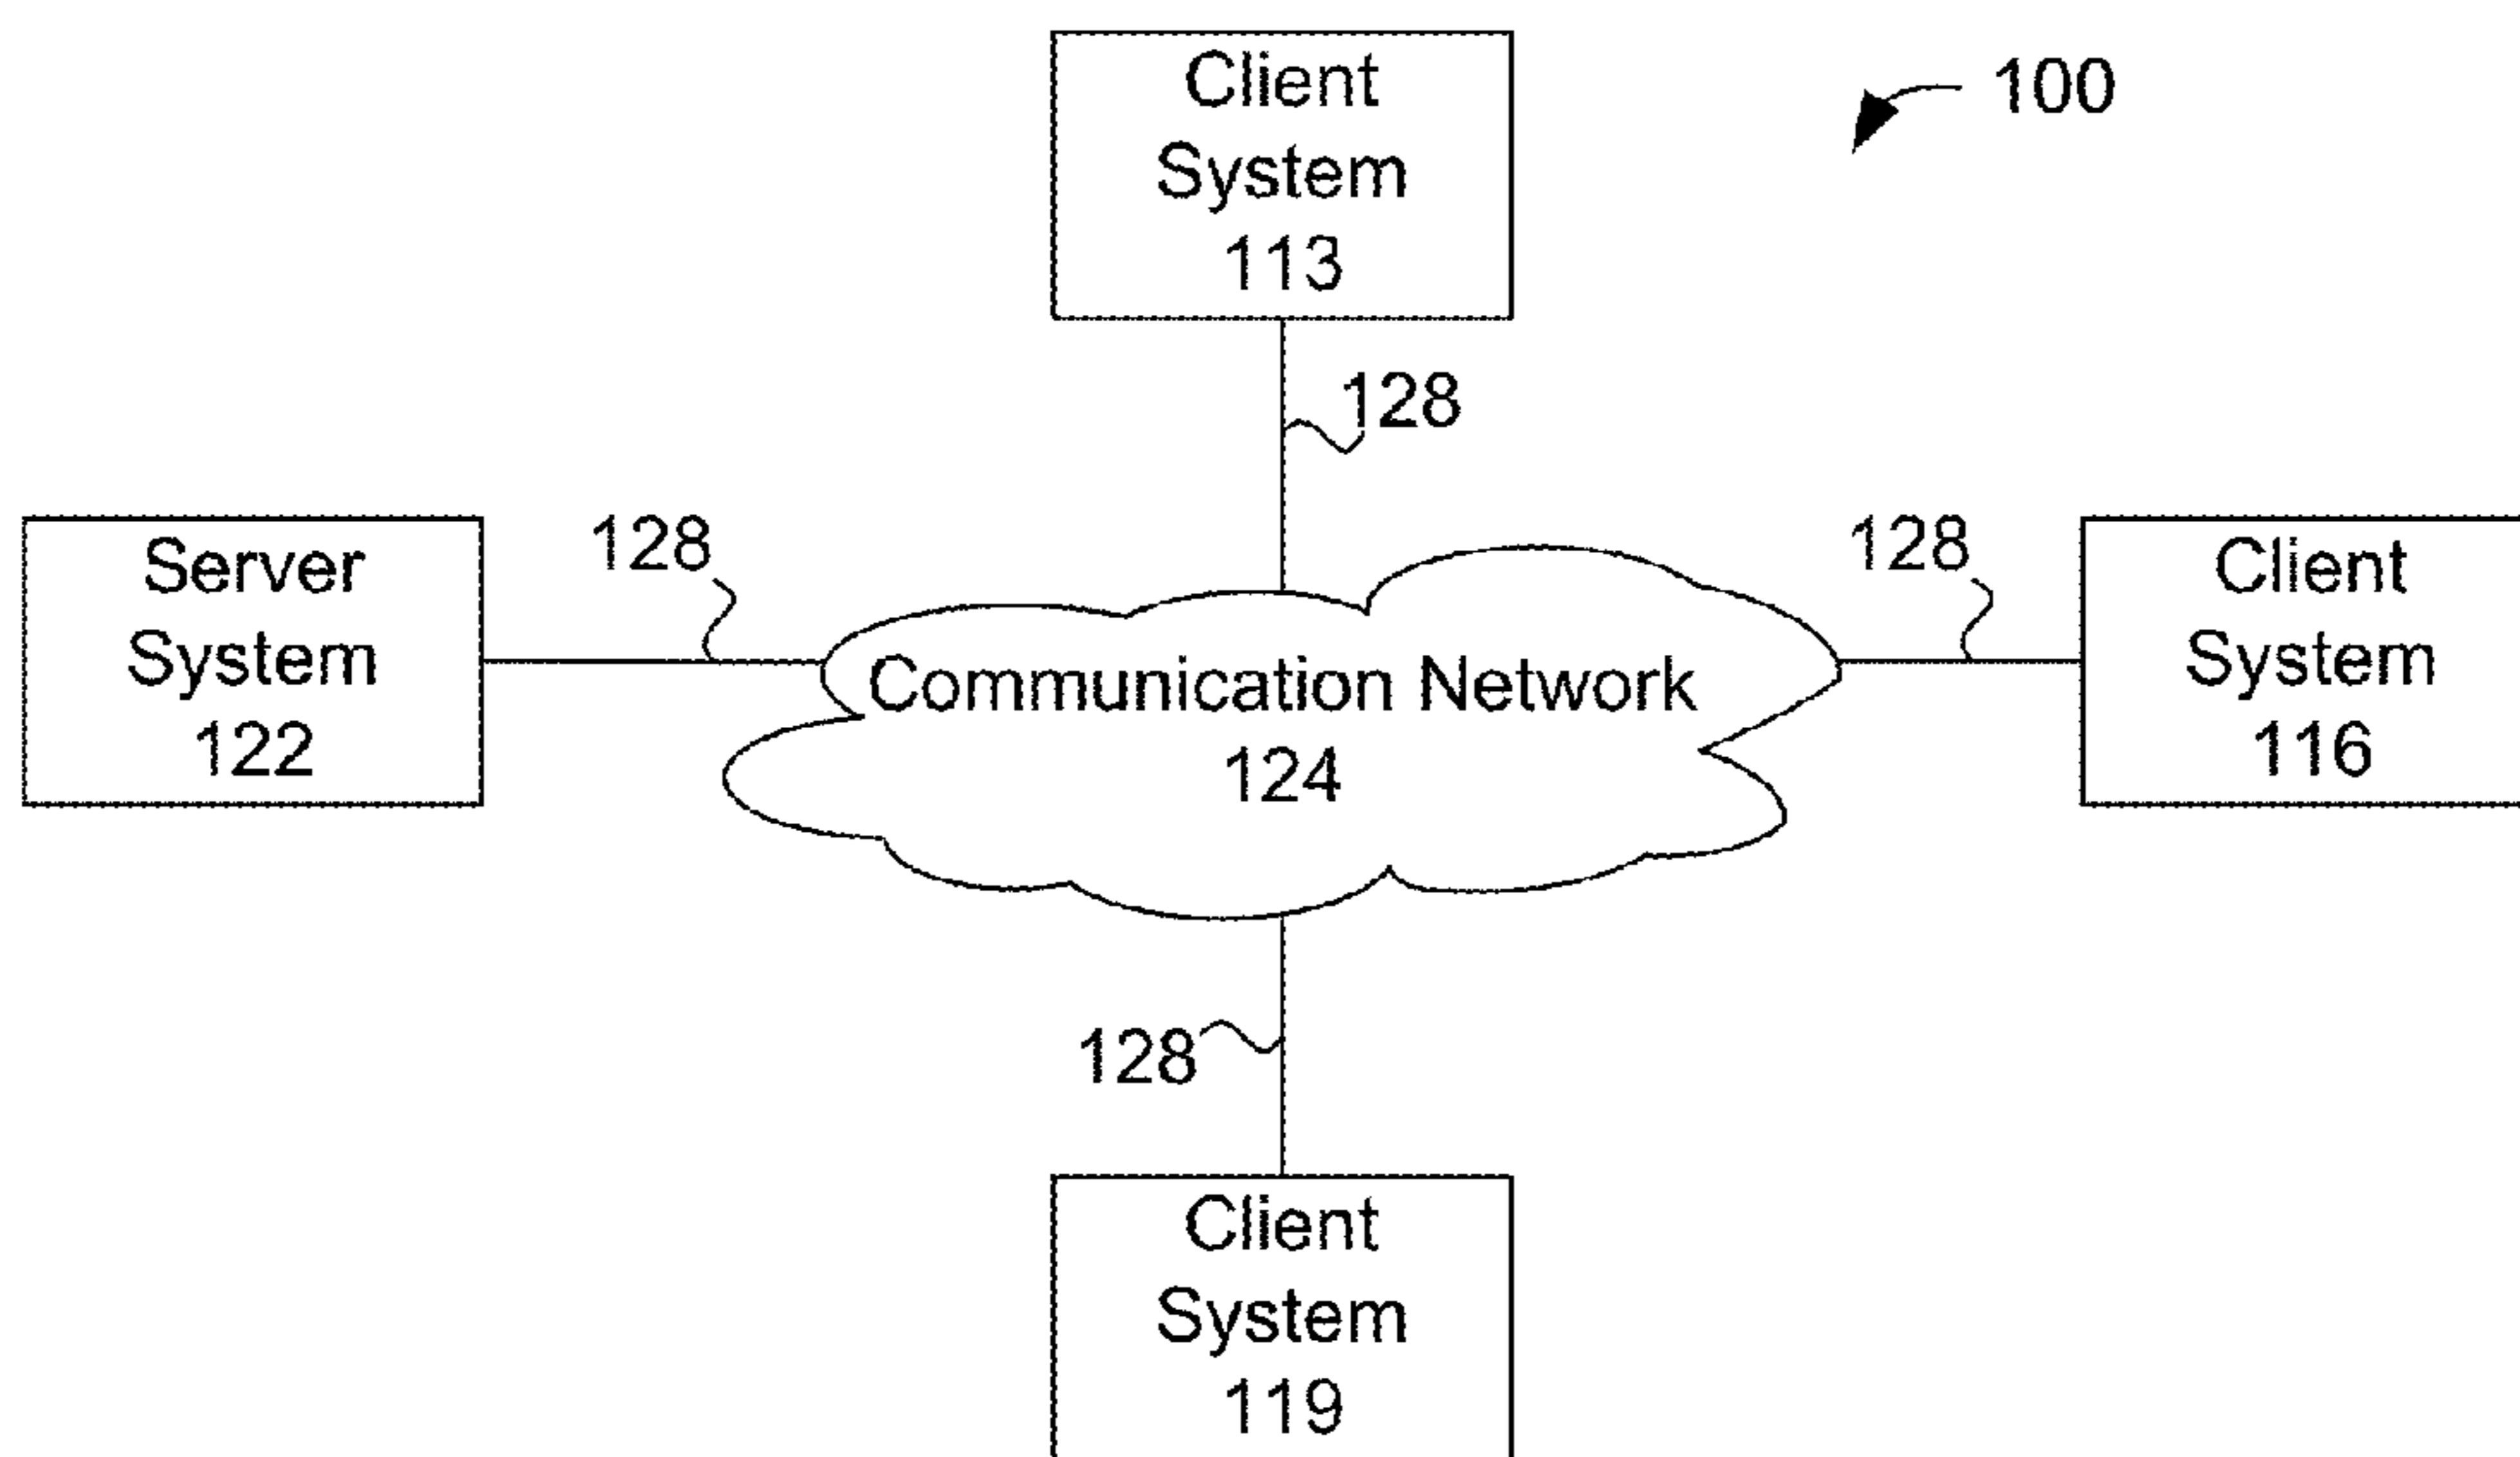 Client
System
113
100
128
Server
System
122
128
128
Client
System
116
Communication Network
124
128
Client
System
119